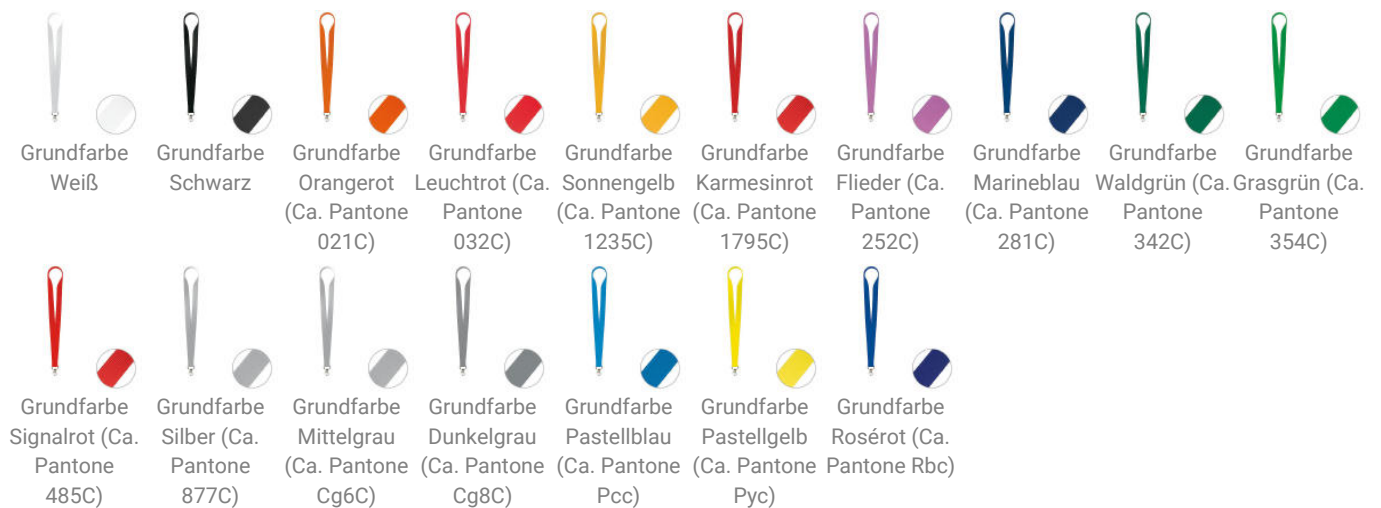 Grundfarbe
Weiß
Grundfarbe
Schwarz
Grundfarbe
Orangerot
(Ca. Pantone
021C)
Grundfarbe
Leuchtrot (Ca.
Pantone
032C)
Grundfarbe
Sonnengelb
(Ca. Pantone
1235C)
Grundfarbe
Karmesinrot
(Ca. Pantone
1795C)
Grundfarbe
Flieder (Ca.
Pantone
252C)
Grundfarbe
Marineblau
(Ca. Pantone
281C)
Grundfarbe
Waldgrün (Ca.
Pantone
342C)
Grundfarbe
Grasgrün (Ca.
Pantone
354C)
Grundfarbe
Signalrot (Ca.
Pantone
485C)
Grundfarbe
Silber (Ca.
Pantone
877C)
Grundfarbe
Mittelgrau
(Ca. Pantone
Cg6C)
Grundfarbe
Dunkelgrau
(Ca. Pantone
Cg8C)
Grundfarbe
Pastellblau
(Ca. Pantone
Pcc)
Grundfarbe
Pastellgelb
(Ca. Pantone
Pyc)
Grundfarbe
Rosérot (Ca.
Pantone Rbc)